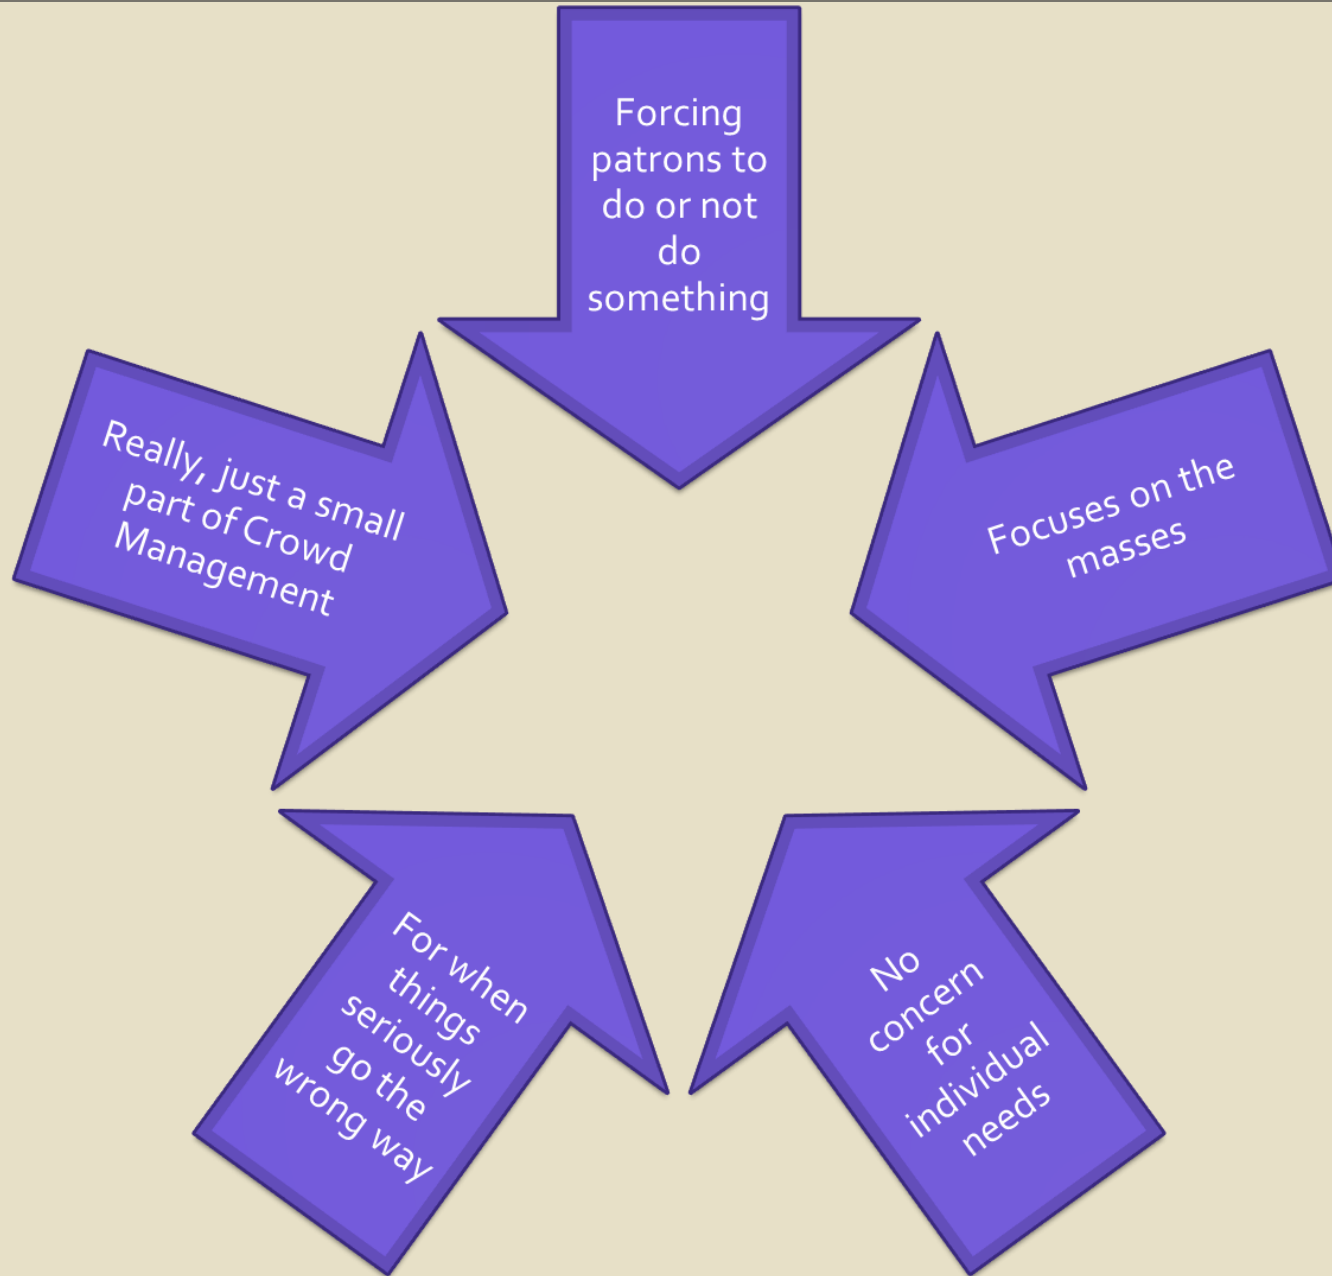 Forcing
patrons to
do or not
do
something
Focuses on the
masses
No
concern
for
individual
needs
For when
things
seriously
go the
wrong way
Really, just a small
part of Crowd
Management